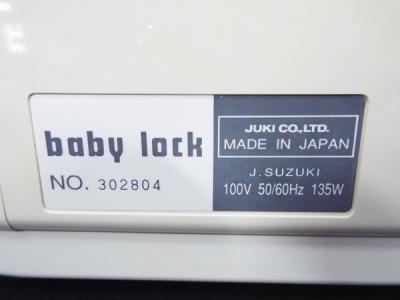 baby lock
NO. 302804
JUKI CO.,LTD.
MADE IN JAPAN
J.SUZUKI
100V 50/60Hz 135W